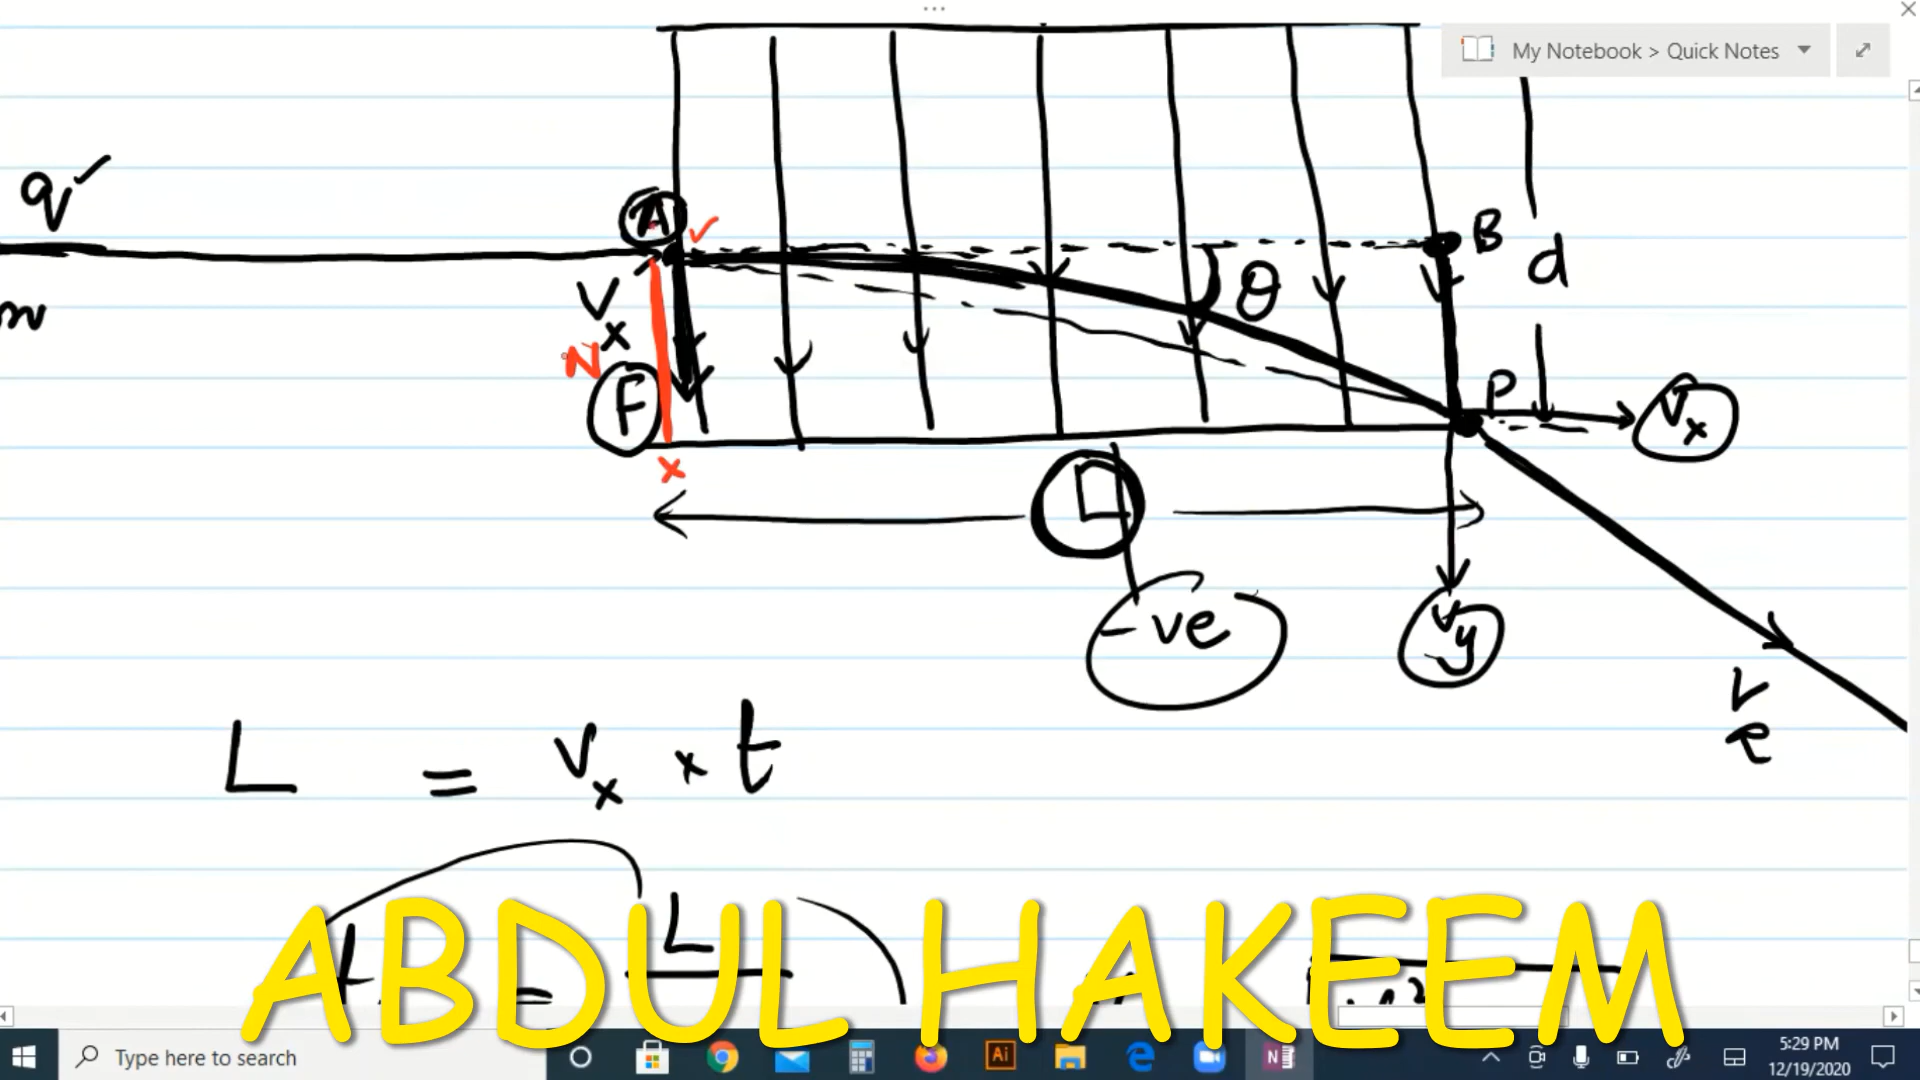 My Notebook > Quick Notes
q
A
B
d
θ
Vx
N
F
P
Vx
x
L
-ve
Vy
L = Vx × t
L
ABDUL HAKEEM
Type here to search
Ai
N
5:29 PM
12/19/2020